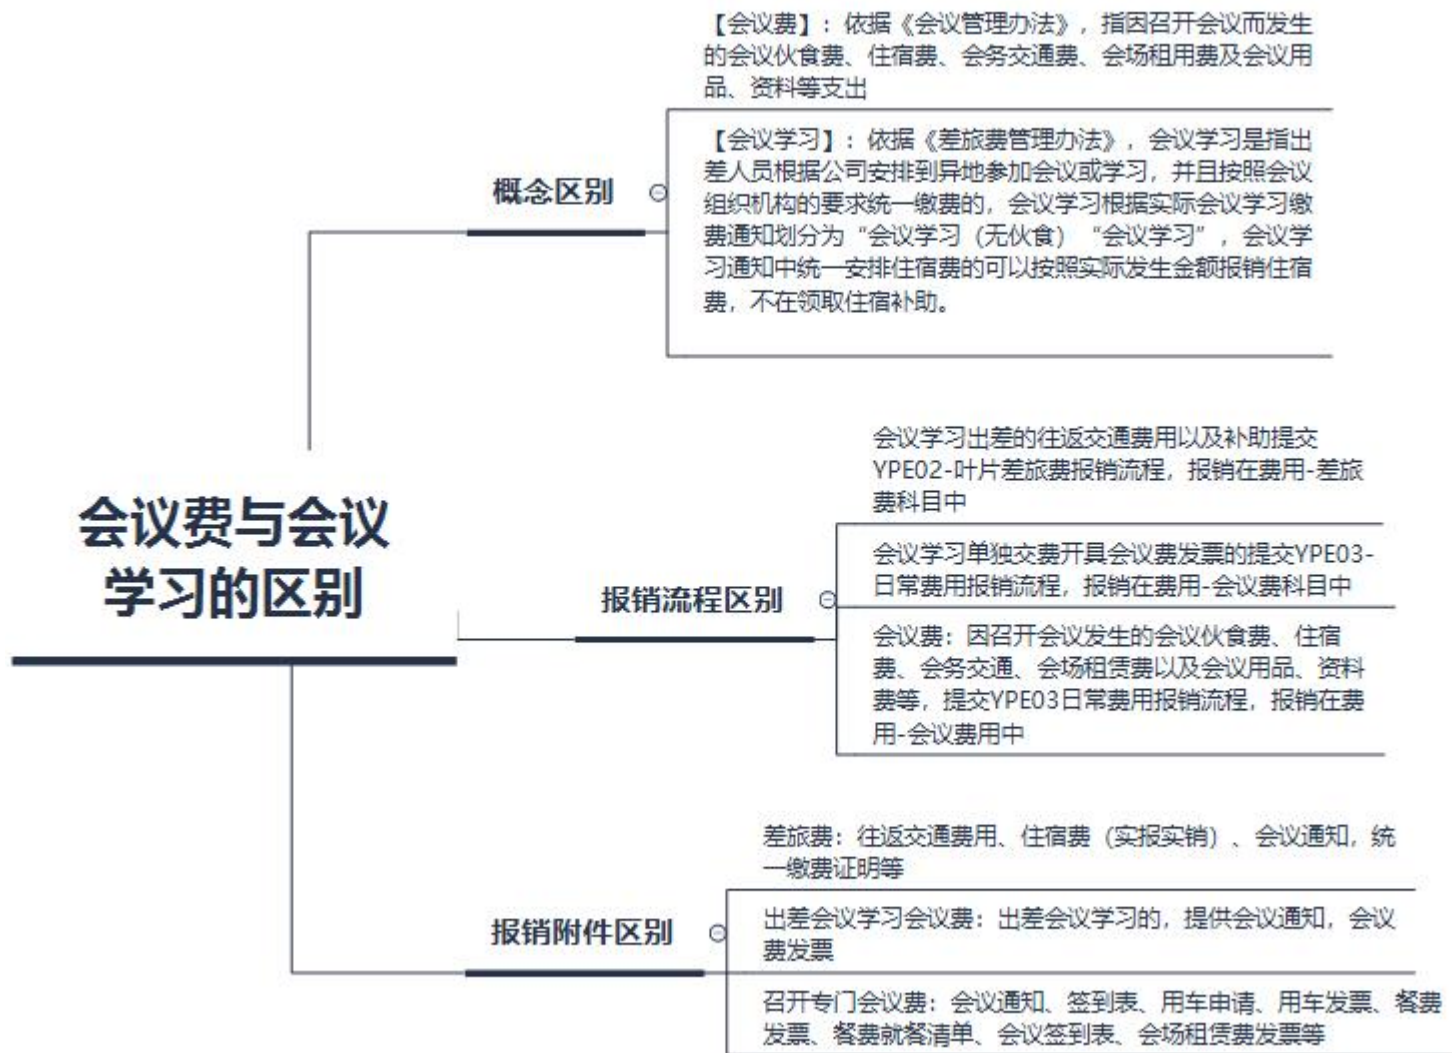 【会议费】：依据《会议管理办法》，指因召开会议而发生
的会议伙食费、住宿费、会务交通费、会场租用费及会议用
品、资料等支出
【会议学习】：依据《差旅费管理办法》，会议学习是指出
差人员根据公司安排到异地参加会议或学习，并且按照会议
组织机构的要求统一缴费的，会议学习根据实际会议学习缴
费通知划分为“会议学习（无伙食）“会议学习”，会议学
习通知中统一安排住宿费的可以按照实际发生金额报销住宿
费，不在领取住宿补助。
概念区别
会议费与会议
学习的区别
会议学习出差的往返交通费用以及补助提交
YPE02-叶片差旅费报销流程，报销在费用-差旅
费科目中
会议学习单独交费开具会议费发票的提交YPE03-
日常费用报销流程，报销在费用-会议费科目中
报销流程区别
会议费：因召开会议发生的会议伙食费、住宿
费、会务交通、会场租赁费以及会议用品、资料
费等，提交YPE03日常费用报销流程，报销在费
用-会议费用中
差旅费：往返交通费用、住宿费（实报实销）、会议通知，统
一缴费证明等
报销附件区别
出差会议学习会议费：出差会议学习的，提供会议通知，会议
费发票
召开专门会议费：会议通知、签到表、用车申请、用车发票、餐费
发票、餐费就餐清单、会议签到表、会场租赁费发票等